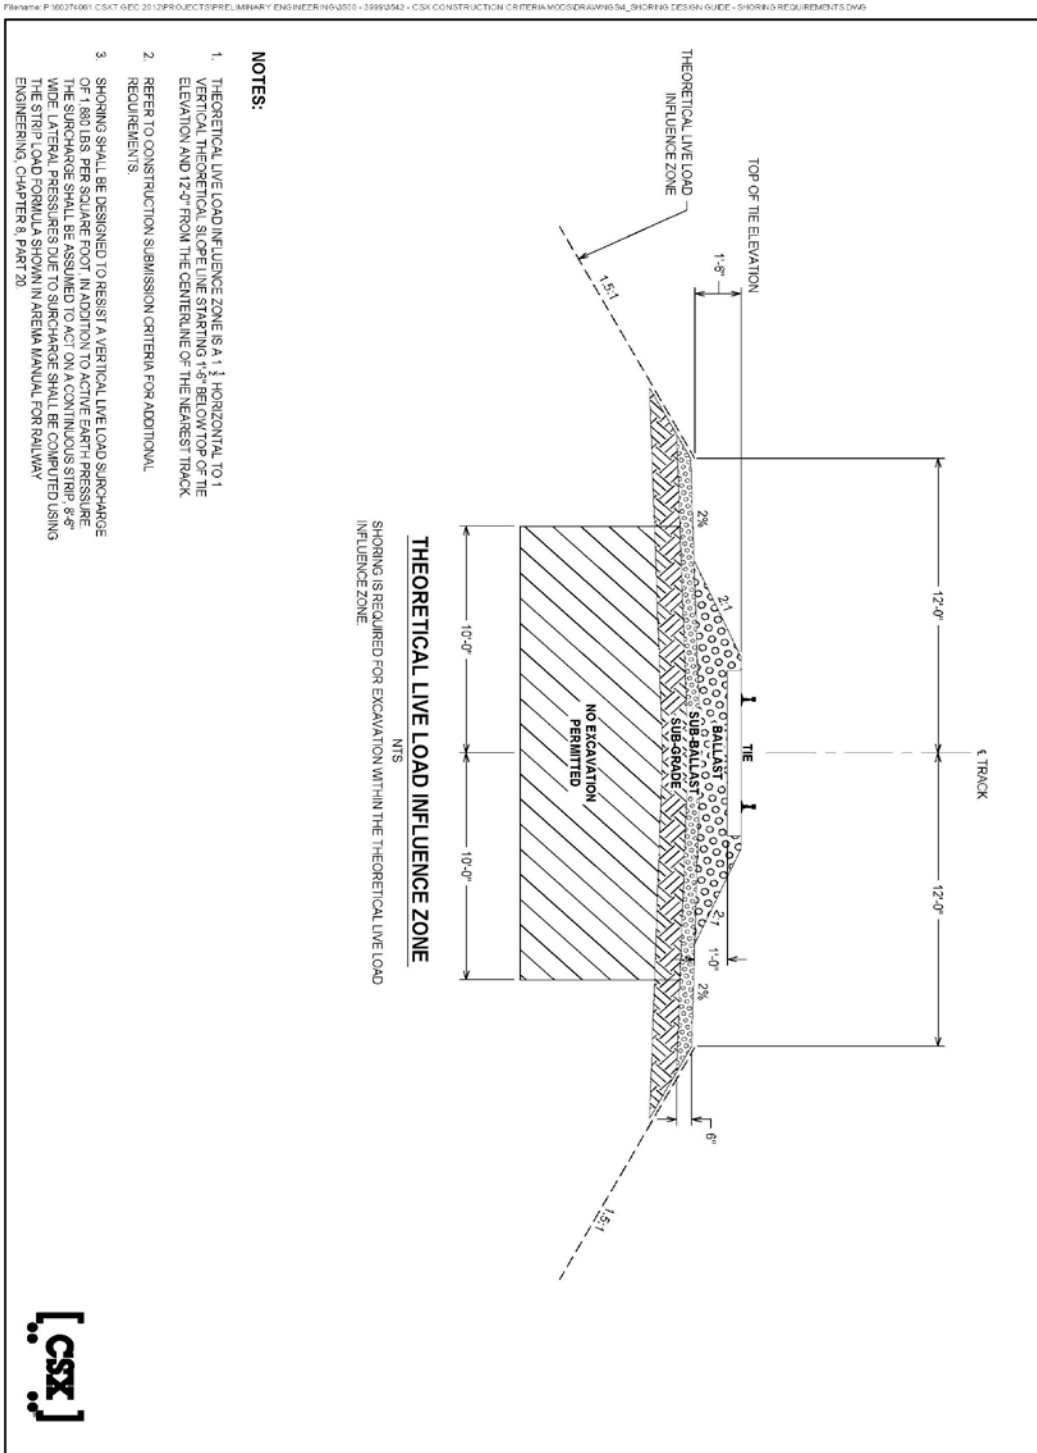 Filename: P:\60274061 CSXT GEC 2012\PROJECTS\PRELIMINARY ENGINEERING\3500 - 3999\3542 - CSX CONSTRUCTION CRITERIA MODS\DRAWINGS\4_SHORING DESIGN GUIDE - SHORING REQUIREMENTS.DWG
℄ TRACK
12'-0"
12'-0"
TOP OF TIE ELEVATION
1'-6"
THEORETICAL LIVE LOAD
INFLUENCE ZONE
1.5:1
2%
2:1
TIE
BALLAST
SUB-BALLAST
SUB-GRADE
2:1
1'-0"
2%
6"
1.5:1
NO EXCAVATION
PERMITTED
10'-0"
10'-0"
THEORETICAL LIVE LOAD INFLUENCE ZONE
NTS
SHORING IS REQUIRED FOR EXCAVATION WITHIN THE THEORETICAL LIVE LOAD
INFLUENCE ZONE.
NOTES:
1. THEORETICAL LIVE LOAD INFLUENCE ZONE IS A 1 ½ HORIZONTAL TO 1
VERTICAL THEORETICAL SLOPE LINE STARTING 1'-6" BELOW TOP OF TIE
ELEVATION AND 12'-0" FROM THE CENTERLINE OF THE NEAREST TRACK.
2. REFER TO CONSTRUCTION SUBMISSION CRITERIA FOR ADDITIONAL
REQUIREMENTS.
3. SHORING SHALL BE DESIGNED TO RESIST A VERTICAL LIVE LOAD SURCHARGE
OF 1,880 LBS. PER SQUARE FOOT, IN ADDITION TO ACTIVE EARTH PRESSURE.
THE SURCHARGE SHALL BE ASSUMED TO ACT ON A CONTINUOUS STRIP, 8'-6"
WIDE. LATERAL PRESSURES DUE TO SURCHARGE SHALL BE COMPUTED USING
THE STRIP LOAD FORMULA SHOWN IN AREMA MANUAL FOR RAILWAY
ENGINEERING, CHAPTER 8, PART 20.
CSX